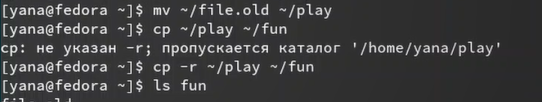 [yana@fedora ~]$ mv ~/file.old ~/play
[yana@fedora ~]$ cp ~/play ~/fun
cp: не указан -r; пропускается каталог '/home/yana/play'
[yana@fedora ~]$ cp -r ~/play ~/fun
[yana@fedora ~]$ ls fun